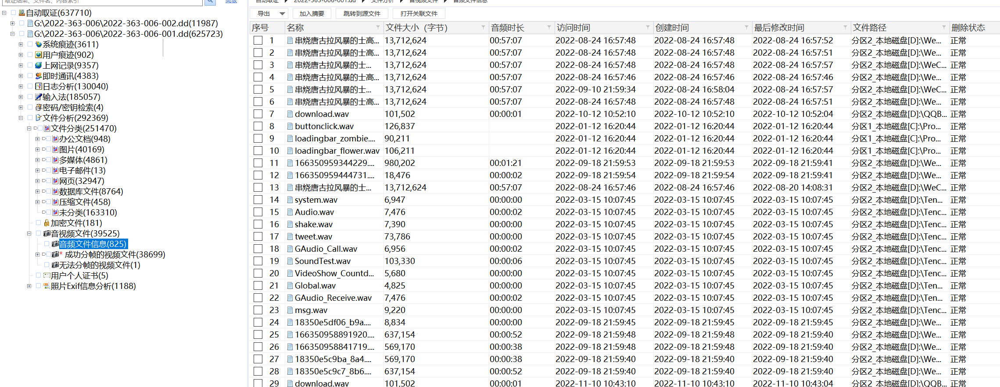 取证结果、文件名、内容索引
高级
自动取证(637710)
G:\2022-363-006\2022-363-006-002.dd(11987)
G:\2022-363-006\2022-363-006-001.dd(625723)
系统痕迹(3611)
用户痕迹(902)
上网记录(9357)
即时通讯(4383)
日志分析(130040)
输入法(185057)
密码/密钥检索(4)
文件分析(292369)
文件分类(251470)
办公文档(948)
图片(40169)
多媒体(4861)
电子邮件(13)
网页(32947)
数据库文件(8764)
压缩文件(458)
未分类(163310)
加密文件(181)
音视频文件(39525)
音频文件信息(825)
* 成功分帧的视频文件(38699)
无法分帧的视频文件(1)
用户个人证书(5)
照片Exif信息分析(1188)
自动取证 2022-363-006-001.dd 文件分析 音视频文件 音频文件信息
导出 加入摘要 跳转到源文件 打开关联文件
序号 名称 文件大小（字节） 音频时长 访问时间 创建时间 最后修改时间 文件路径 删除状态
1 串烧唐古拉风暴的士高... 13,712,624 00:57:07 2022-08-24 16:57:48 2022-08-24 16:57:48 2022-08-24 16:57:52 分区2_本地磁盘[D]:\We... 正常
2 串烧唐古拉风暴的士高... 13,712,624 00:57:07 2022-08-24 16:57:48 2022-08-24 16:57:48 2022-08-24 16:57:51 分区2_本地磁盘[D]:\We... 正常
3 串烧唐古拉风暴的士... 13,712,624 00:57:07 2022-08-24 16:57:48 2022-08-24 16:57:48 2022-08-24 16:57:57 分区2_本地磁盘[D]:\WeC... 正常
4 串烧唐古拉风暴的士高... 13,712,624 00:57:07 2022-08-24 16:57:46 2022-08-24 16:57:46 2022-08-24 16:57:46 分区2_本地磁盘[D]:\We... 正常
5 串烧唐古拉风暴的士... 13,712,624 00:57:07 2022-09-10 21:59:34 2022-08-24 16:58:04 2022-08-24 16:57:57 分区2_本地磁盘[D]:\WeC... 正常
6 串烧唐古拉风暴的士高... 13,712,624 00:57:07 2022-08-24 16:57:48 2022-08-24 16:57:48 2022-08-24 16:57:51 分区2_本地磁盘[D]:\We... 正常
7 download.wav 101,502 00:00:01 2022-10-12 10:52:10 2022-10-12 10:52:10 2022-10-12 10:52:04 分区2_本地磁盘[D]:\QQB... 正常
8 buttonclick.wav 126,837 2022-01-12 16:20:44 2022-01-12 16:20:44 2022-01-12 16:20:44 分区1_本地磁盘[C]:\Pro... 正常
9 loadingbar_zombie.... 90,211 2022-01-12 16:20:44 2022-01-12 16:20:44 2022-01-12 16:20:44 分区1_本地磁盘[C]:\Pro... 正常
10 loadingbar_flower.wav 106,211 2022-01-12 16:20:44 2022-01-12 16:20:44 2022-01-12 16:20:44 分区1_本地磁盘[C]:\Pro... 正常
11 166350959344229.... 980,202 00:01:21 2022-09-18 21:59:53 2022-09-18 21:59:53 2022-09-18 21:59:41 分区2_本地磁盘[D]:\We... 正常
12 166350959444731.... 18,476 00:00:02 2022-09-18 21:59:54 2022-09-18 21:59:54 2022-09-18 21:59:41 分区2_本地磁盘[D]:\We... 正常
13 串烧唐古拉风暴的士... 13,712,624 00:57:07 2022-08-24 16:57:46 2022-08-24 16:57:46 2022-08-20 14:08:31 分区2_本地磁盘[D]:\WeC... 正常
14 system.wav 6,947 00:00:00 2022-03-15 10:07:45 2022-03-15 10:07:45 2022-03-15 10:07:45 分区2_本地磁盘[D]:\Ten... 正常
15 Audio.wav 7,476 00:00:02 2022-03-15 10:07:45 2022-03-15 10:07:45 2022-03-15 10:07:45 分区2_本地磁盘[D]:\Tenc... 正常
16 shake.wav 7,390 00:00:00 2022-03-15 10:07:45 2022-03-15 10:07:45 2022-03-15 10:07:45 分区2_本地磁盘[D]:\Tenc... 正常
17 tweet.wav 73,786 00:00:00 2022-03-15 10:07:45 2022-03-15 10:07:45 2022-03-15 10:07:45 分区2_本地磁盘[D]:\Tenc... 正常
18 GAudio_Call.wav 6,956 00:00:02 2022-03-15 10:07:45 2022-03-15 10:07:45 2022-03-15 10:07:45 分区2_本地磁盘[D]:\Tenc... 正常
19 SoundTest.wav 103,330 00:00:06 2022-03-15 10:07:45 2022-03-15 10:07:45 2022-03-15 10:07:45 分区2_本地磁盘[D]:\Tenc... 正常
20 VideoShow_Countd... 5,680 00:00:00 2022-03-15 10:07:45 2022-03-15 10:07:45 2022-03-15 10:07:45 分区2_本地磁盘[D]:\Tenc... 正常
21 Global.wav 4,825 00:00:00 2022-03-15 10:07:45 2022-03-15 10:07:45 2022-03-15 10:07:45 分区2_本地磁盘[D]:\Ten... 正常
22 GAudio_Receive.wav 7,476 00:00:02 2022-03-15 10:07:45 2022-03-15 10:07:45 2022-03-15 10:07:45 分区2_本地磁盘[D]:\Ten... 正常
23 msg.wav 9,220 00:00:00 2022-03-15 10:07:45 2022-03-15 10:07:45 2022-03-15 10:07:45 分区2_本地磁盘[D]:\Tenc... 正常
24 18350e5df06_b9a.... 8,834 00:00:00 2022-09-18 21:59:45 2022-09-18 21:59:45 2022-09-18 21:59:45 分区2_本地磁盘[D]:\We... 正常
25 166350958891920.... 637,154 00:00:52 2022-09-18 21:59:48 2022-09-18 21:59:48 2022-09-18 21:59:40 分区2_本地磁盘[D]:\We... 正常
26 166350958841719.... 569,170 00:00:38 2022-09-18 21:59:48 2022-09-18 21:59:48 2022-09-18 21:59:40 分区2_本地磁盘[D]:\We... 正常
27 18350e5c9ba_8a4.... 569,170 00:00:38 2022-09-18 21:59:40 2022-09-18 21:59:40 2022-09-18 21:59:40 分区2_本地磁盘[D]:\We... 正常
28 18350e5c9c7_8b6.... 637,154 00:00:52 2022-09-18 21:59:40 2022-09-18 21:59:40 2022-09-18 21:59:40 分区2_本地磁盘[D]:\We... 正常
29 download.wav 101,502 00:00:01 2022-11-10 10:43:10 2022-11-10 10:43:10 2022-11-10 10:43:04 分区2_本地磁盘[D]:\QQB... 正常